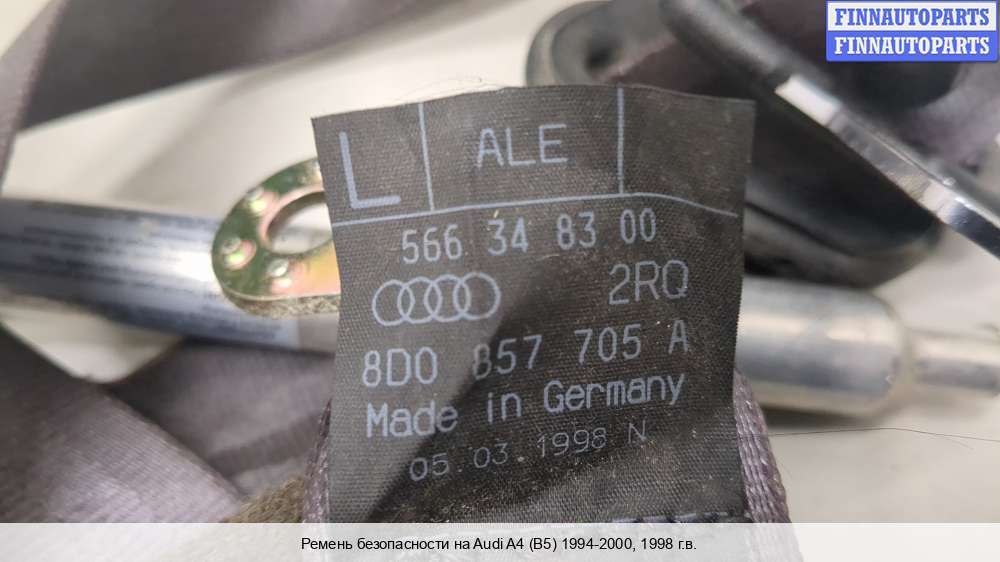 FINNAUTOPARTS
FINNAUTOPARTS
L ALE
566 34 83 00
2RQ
8D0 857 705 A
Made in Germany
05.03.1998 N
Ремень безопасности на Audi A4 (B5) 1994-2000, 1998 г.в.